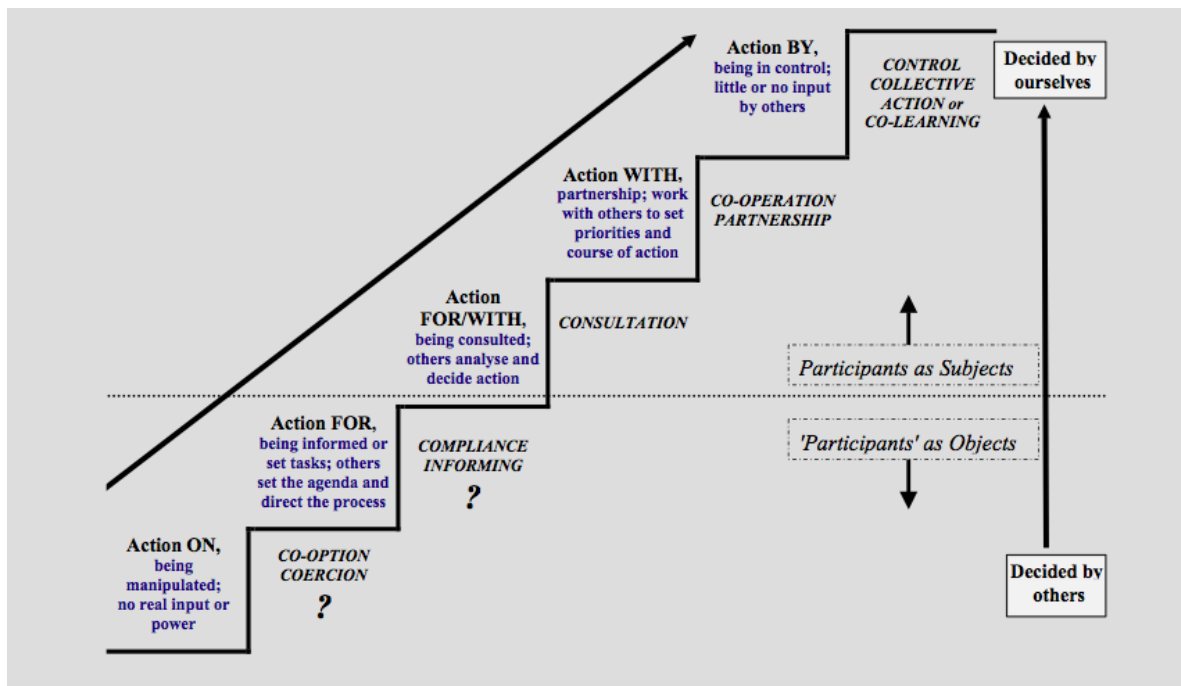 Action BY,
being in control;
little or no input
by others
CONTROL
COLLECTIVE
ACTION or
CO-LEARNING
Decided by
ourselves
Action WITH,
partnership; work
with others to set
priorities and
course of action
CO-OPERATION
PARTNERSHIP
Action
FOR/WITH,
being consulted;
others analyse and
decide action
CONSULTATION
Participants as Subjects
Action FOR,
being informed or
set tasks; others
set the agenda and
direct the process
COMPLIANCE
INFORMING
?
'Participants' as Objects
Action ON,
being
manipulated;
no real input or
power
CO-OPTION
COERCION
?
Decided by
others